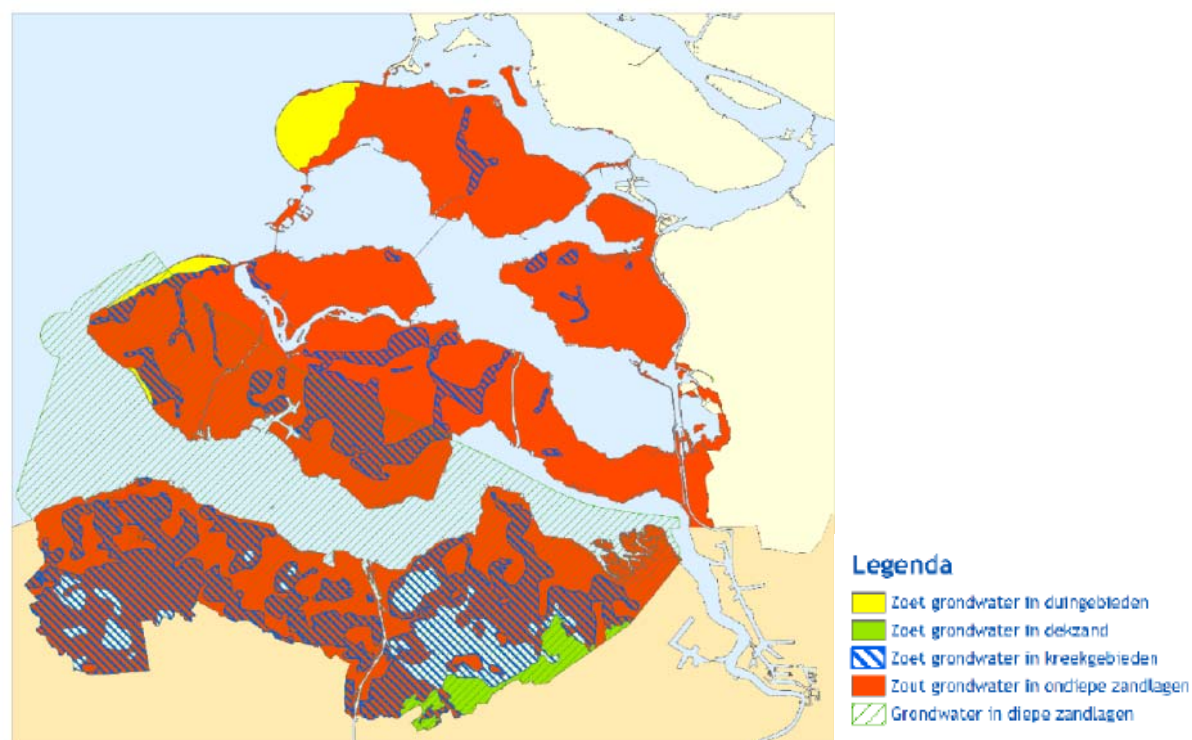 Legenda
Zoet grondwater in duingebieden
Zoet grondwater in dekzand
Zoet grondwater in kreekgebieden
Zout grondwater in ondiepe zandlagen
Grondwater in diepe zandlagen